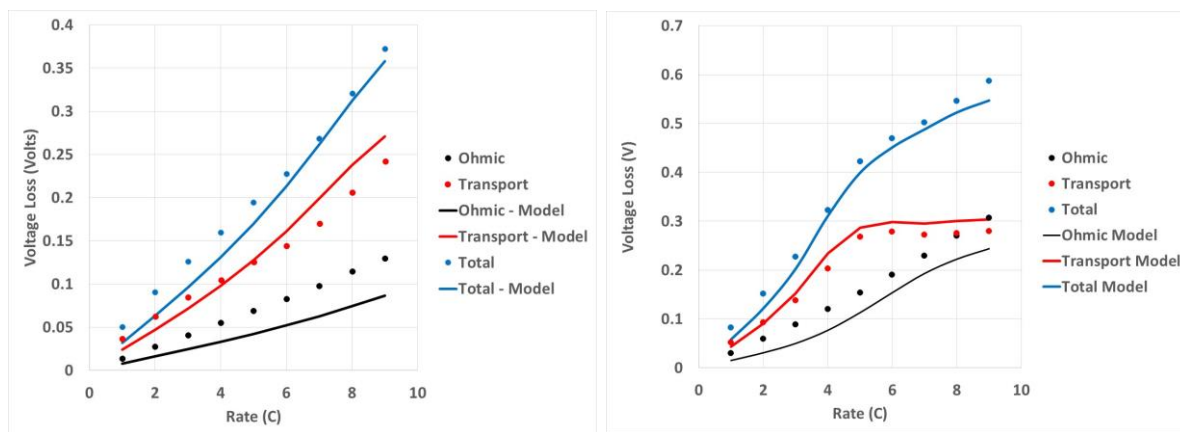 0.4
0.35
0.3
0.25
0.2
0.15
0.1
0.05
0
Voltage Loss (Volts)
0 2 4 6 8 10
Rate (C)
Ohmic
Transport
Ohmic - Model
Transport - Model
Total
Total - Model
0.7
0.6
0.5
0.4
0.3
0.2
0.1
0
Voltage Loss (V)
0 2 4 6 8 10
Rate (C)
Ohmic
Transport
Total
Ohmic Model
Transport Model
Total Model